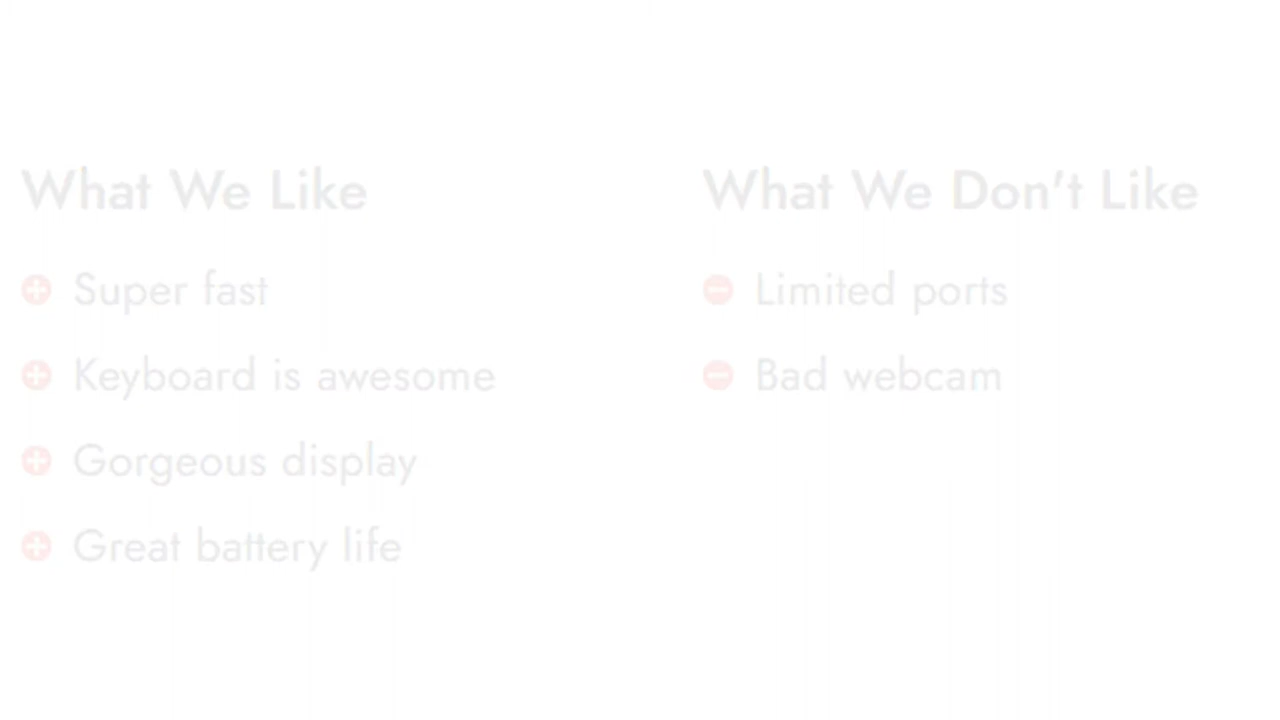 What We Like
Super fast
Keyboard is awesome
Gorgeous display
Great battery life
What We Don't Like
Limited ports
Bad webcam